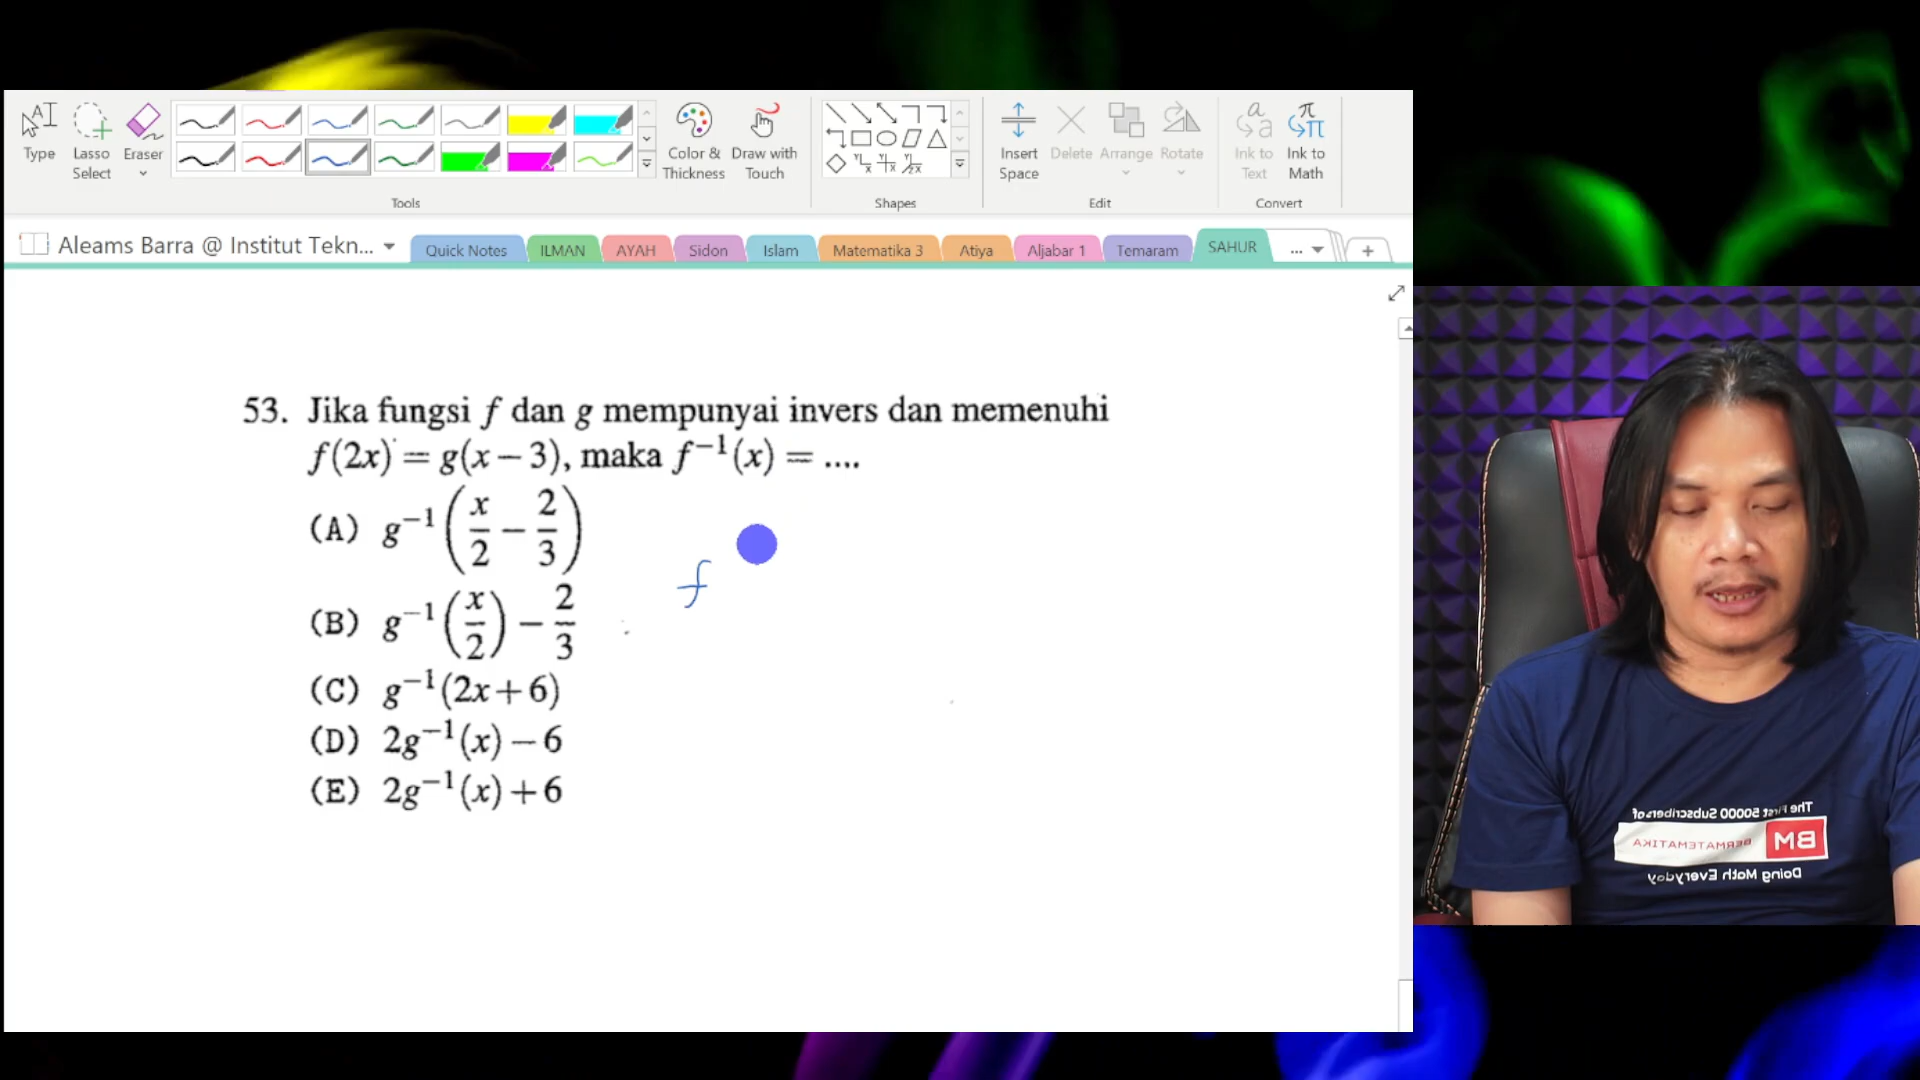 Type
Lasso Select
Eraser
Color & Thickness
Draw with Touch
Insert Space
Delete
Arrange
Rotate
Ink to Text
Ink to Math
Tools
Shapes
Edit
Convert
Aleams Barra @ Institut Tekn...
Quick Notes
ILMAN
AYAH
Sidon
Islam
Matematika 3
Atiya
Aljabar 1
Temaram
SAHUR
...
53. Jika fungsi f dan g mempunyai invers dan memenuhi
f(2x) = g(x − 3), maka f⁻¹(x) = ....
(A) g⁻¹(x/2 − 2/3)
(B) g⁻¹(x/2) − 2/3
(C) g⁻¹(2x+6)
(D) 2g⁻¹(x) − 6
(E) 2g⁻¹(x) + 6
f
The First 50000 Subscribers of
BM
BERMATEMATIKA
Doing Math Everyday